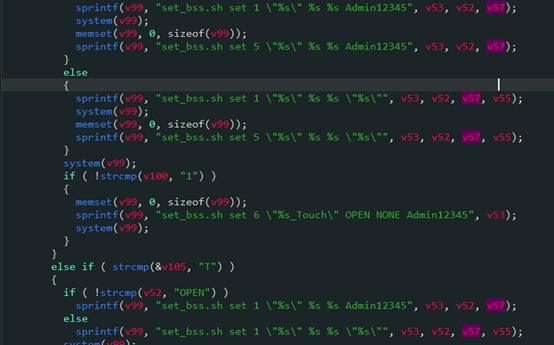 sprintf(v99, "set_bss.sh set 1 \"%s\" %s %s Admin12345", v53, v52, v57);
system(v99);
memset(v99, 0, sizeof(v99));
sprintf(v99, "set_bss.sh set 5 \"%s\" %s %s Admin12345", v53, v52, v57);
}
else
{
sprintf(v99, "set_bss.sh set 1 \"%s\" %s %s \"%s\"", v53, v52, v57, v55);
system(v99);
memset(v99, 0, sizeof(v99));
sprintf(v99, "set_bss.sh set 5 \"%s\" %s %s \"%s\"", v53, v52, v57, v55);
}
system(v99);
if ( !strcmp(v100, "1") )
{
memset(v99, 0, sizeof(v99));
sprintf(v99, "set_bss.sh set 6 \"%s_Touch\" OPEN NONE Admin12345", v53);
system(v99);
}
}
else if ( strcmp(&v105, "T") )
{
if ( !strcmp(v52, "OPEN") )
sprintf(v99, "set_bss.sh set 1 \"%s\" %s %s Admin12345", v53, v52, v57);
else
sprintf(v99, "set_bss.sh set 1 \"%s\" %s %s \"%s\"", v53, v52, v57, v55);
system(v99);